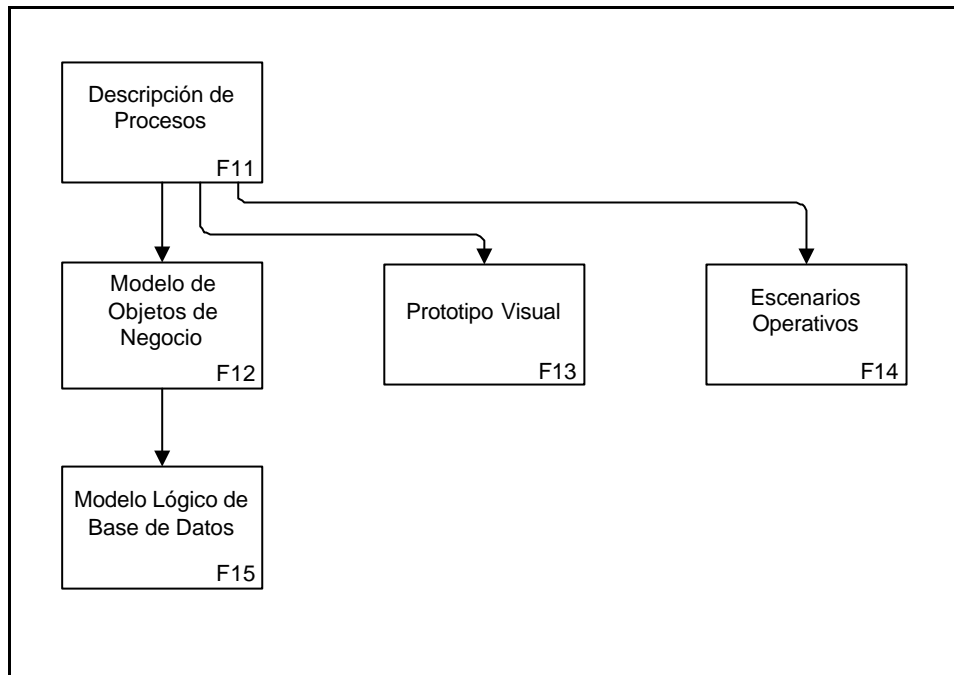 Descripción de
Procesos
F11
Modelo de
Objetos de
Negocio
F12
Prototipo Visual
F13
Escenarios
Operativos
F14
Modelo Lógico de
Base de Datos
F15